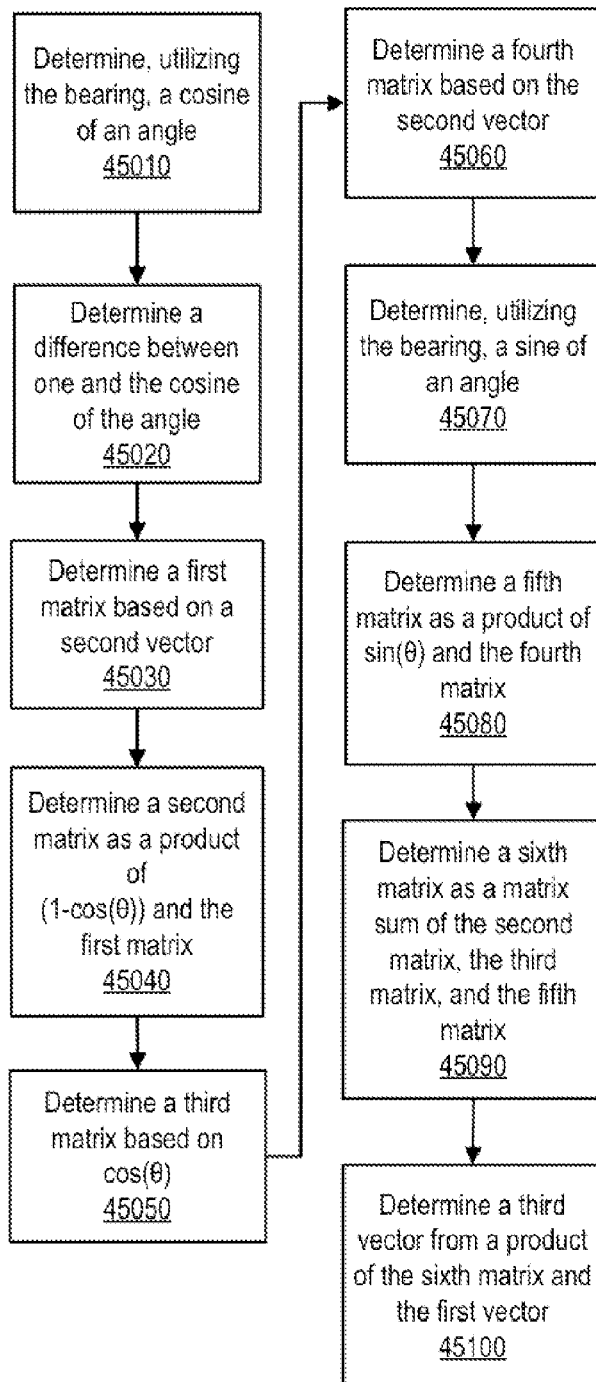 Determine, utilizing
the bearing, a cosine
of an angle
45010
Determine a
difference between
one and the cosine
of the angle
45020
Determine a first
matrix based on a
second vector
45030
Determine a second
matrix as a product
of
(1-cos(θ)) and the
first matrix
45040
Determine a third
matrix based on
cos(θ)
45050
Determine a fourth
matrix based on the
second vector
45060
Determine, utilizing
the bearing, a sine
of an angle
45070
Determine a fifth
matrix as a product of
sin(θ) and the fourth
matrix
45080
Determine a sixth
matrix as a matrix
sum of the second
matrix, the third
matrix, and the fifth
matrix
45090
Determine a third
vector from a product
of the sixth matrix and
the first vector
45100